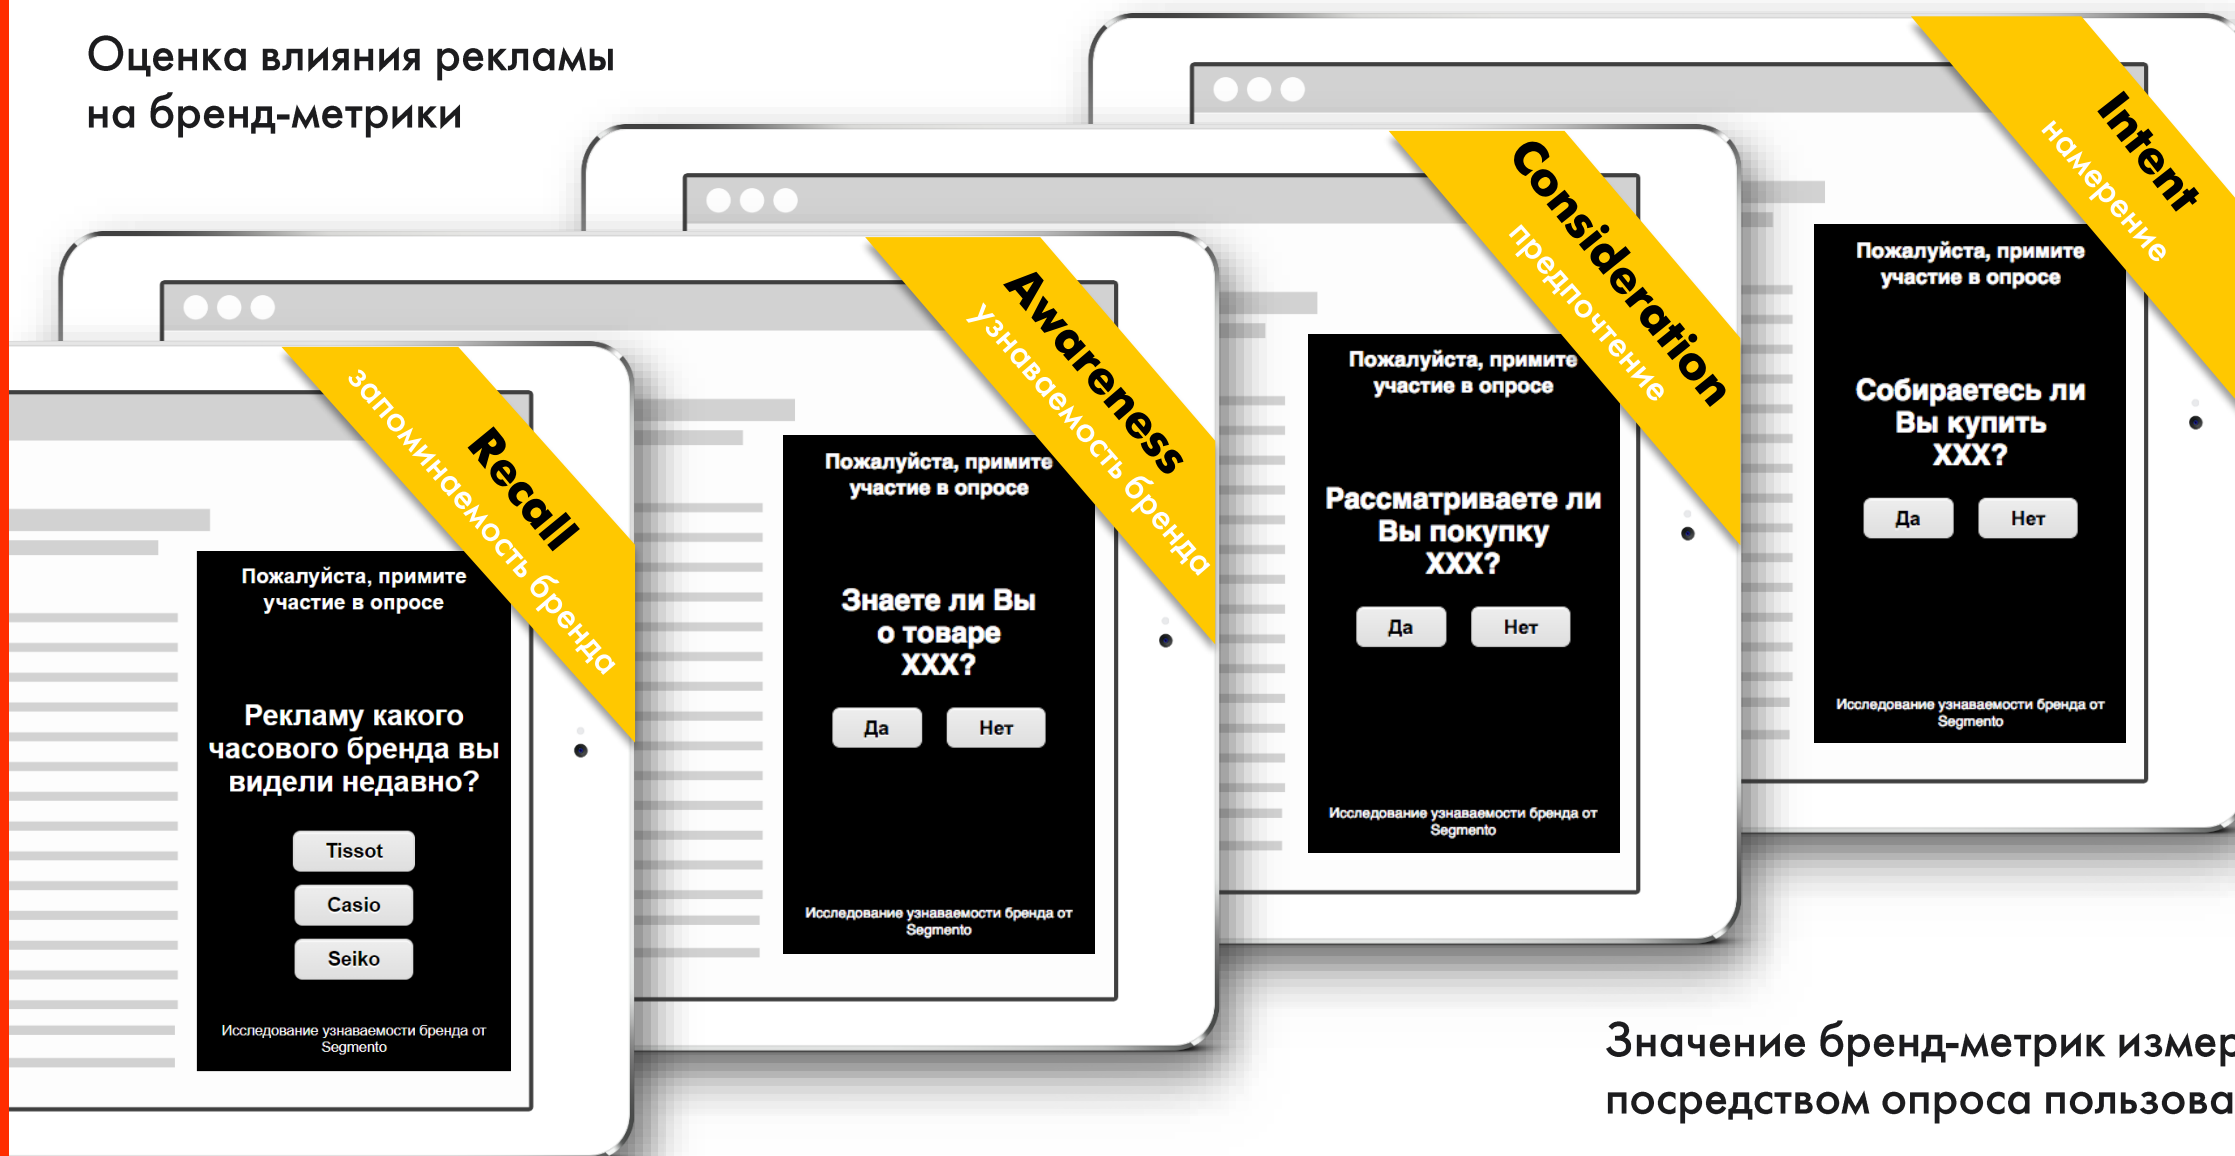 Оценка влияния рекламы
на бренд-метрики
Recall
запоминаемость бренда
Пожалуйста, примите
участие в опросе
Рекламу какого
часового бренда вы
видели недавно?
Tissot
Casio
Seiko
Исследование узнаваемости бренда от
Segmento
Awareness
узнаваемость бренда
Пожалуйста, примите
участие в опросе
Знаете ли Вы
о товаре
XXX?
Да Нет
Исследование узнаваемости бренда от
Segmento
Consideration
предпочтение
Пожалуйста, примите
участие в опросе
Рассматриваете ли
Вы покупку
XXX?
Да Нет
Исследование узнаваемости бренда от
Segmento
Intent
намерение
Пожалуйста, примите
участие в опросе
Собираетесь ли
Вы купить
XXX?
Да Нет
Исследование узнаваемости бренда от
Segmento
Значение бренд-метрик
посредством опроса